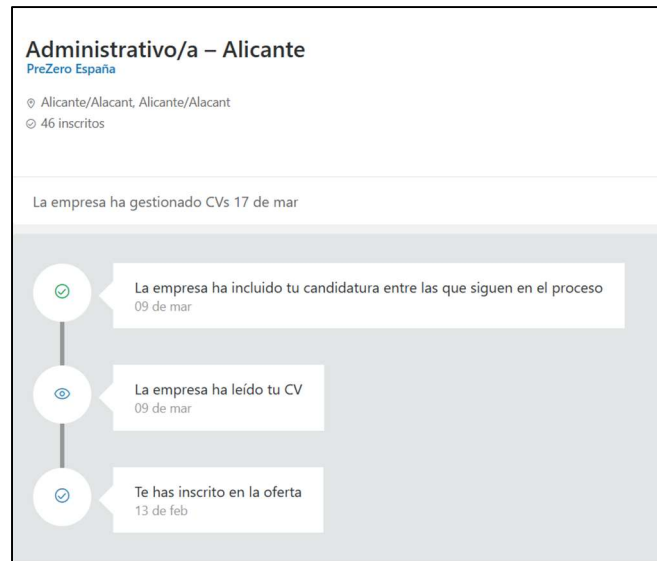 Administrativo/a – Alicante
PreZero España
Alicante/Alacant, Alicante/Alacant
46 inscritos
La empresa ha gestionado CVs 17 de mar
La empresa ha incluido tu candidatura entre las que siguen en el proceso
09 de mar
La empresa ha leído tu CV
09 de mar
Te has inscrito en la oferta
13 de feb